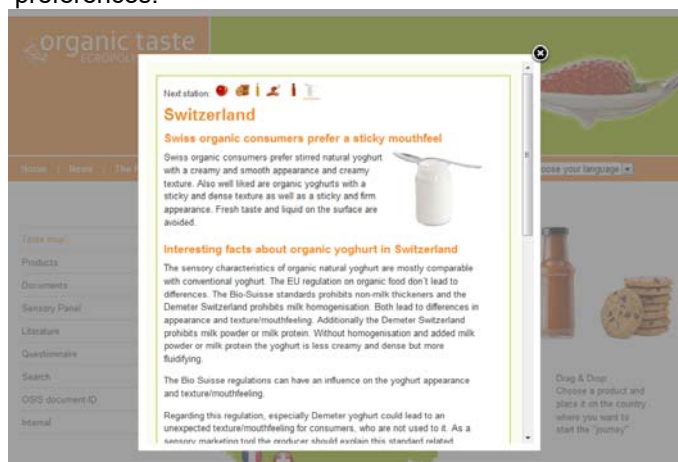 preferences.
organic taste
ECROPOLIS
Next station:
Switzerland
Swiss organic consumers prefer a sticky mouthfeel
Swiss organic consumers prefer stirred natural yoghurt
with a creamy and smooth appearance and creamy
texture. Also well liked are organic yoghurts with a
sticky and dense texture as well as a sticky and firm
appearance. Fresh taste and liquid on the surface are
avoided.
Home | News | The
oose your language
Interesting facts about organic yoghurt in Switzerland
The sensory characteristics of organic natural yoghurt are mostly comparable
with conventional yoghurt. The EU regulation on organic food don't lead to
differences. The Bio-Suisse standards prohibits non-milk thickeners and the
Demeter Switzerland prohibits milk homogenisation. Both lead to differences in
appearance and texture/mouthfeeling. Additionally the Demeter Switzerland
prohibits milk powder or milk protein. Without homogenisation and added milk
powder or milk protein the yoghurt is less creamy and dense but more
fluidifying.
The Bio Suisse regulations can have an influence on the yoghurt appearance
and texture/mouthfeeling.
Regarding this regulation, especially Demeter yoghurt could lead to an
unexpected texture/mouthfeeling for consumers, who are not used to it. As a
sensory marketing tool the producer should explain this standard related
Taste map
Products
Documents
Sensory Panel
Literature
Questionnaire
Search
OSIS document-ID
Internal
Drag & Drop
Choose a product and
place it on the country
where you want to
start the "journey"